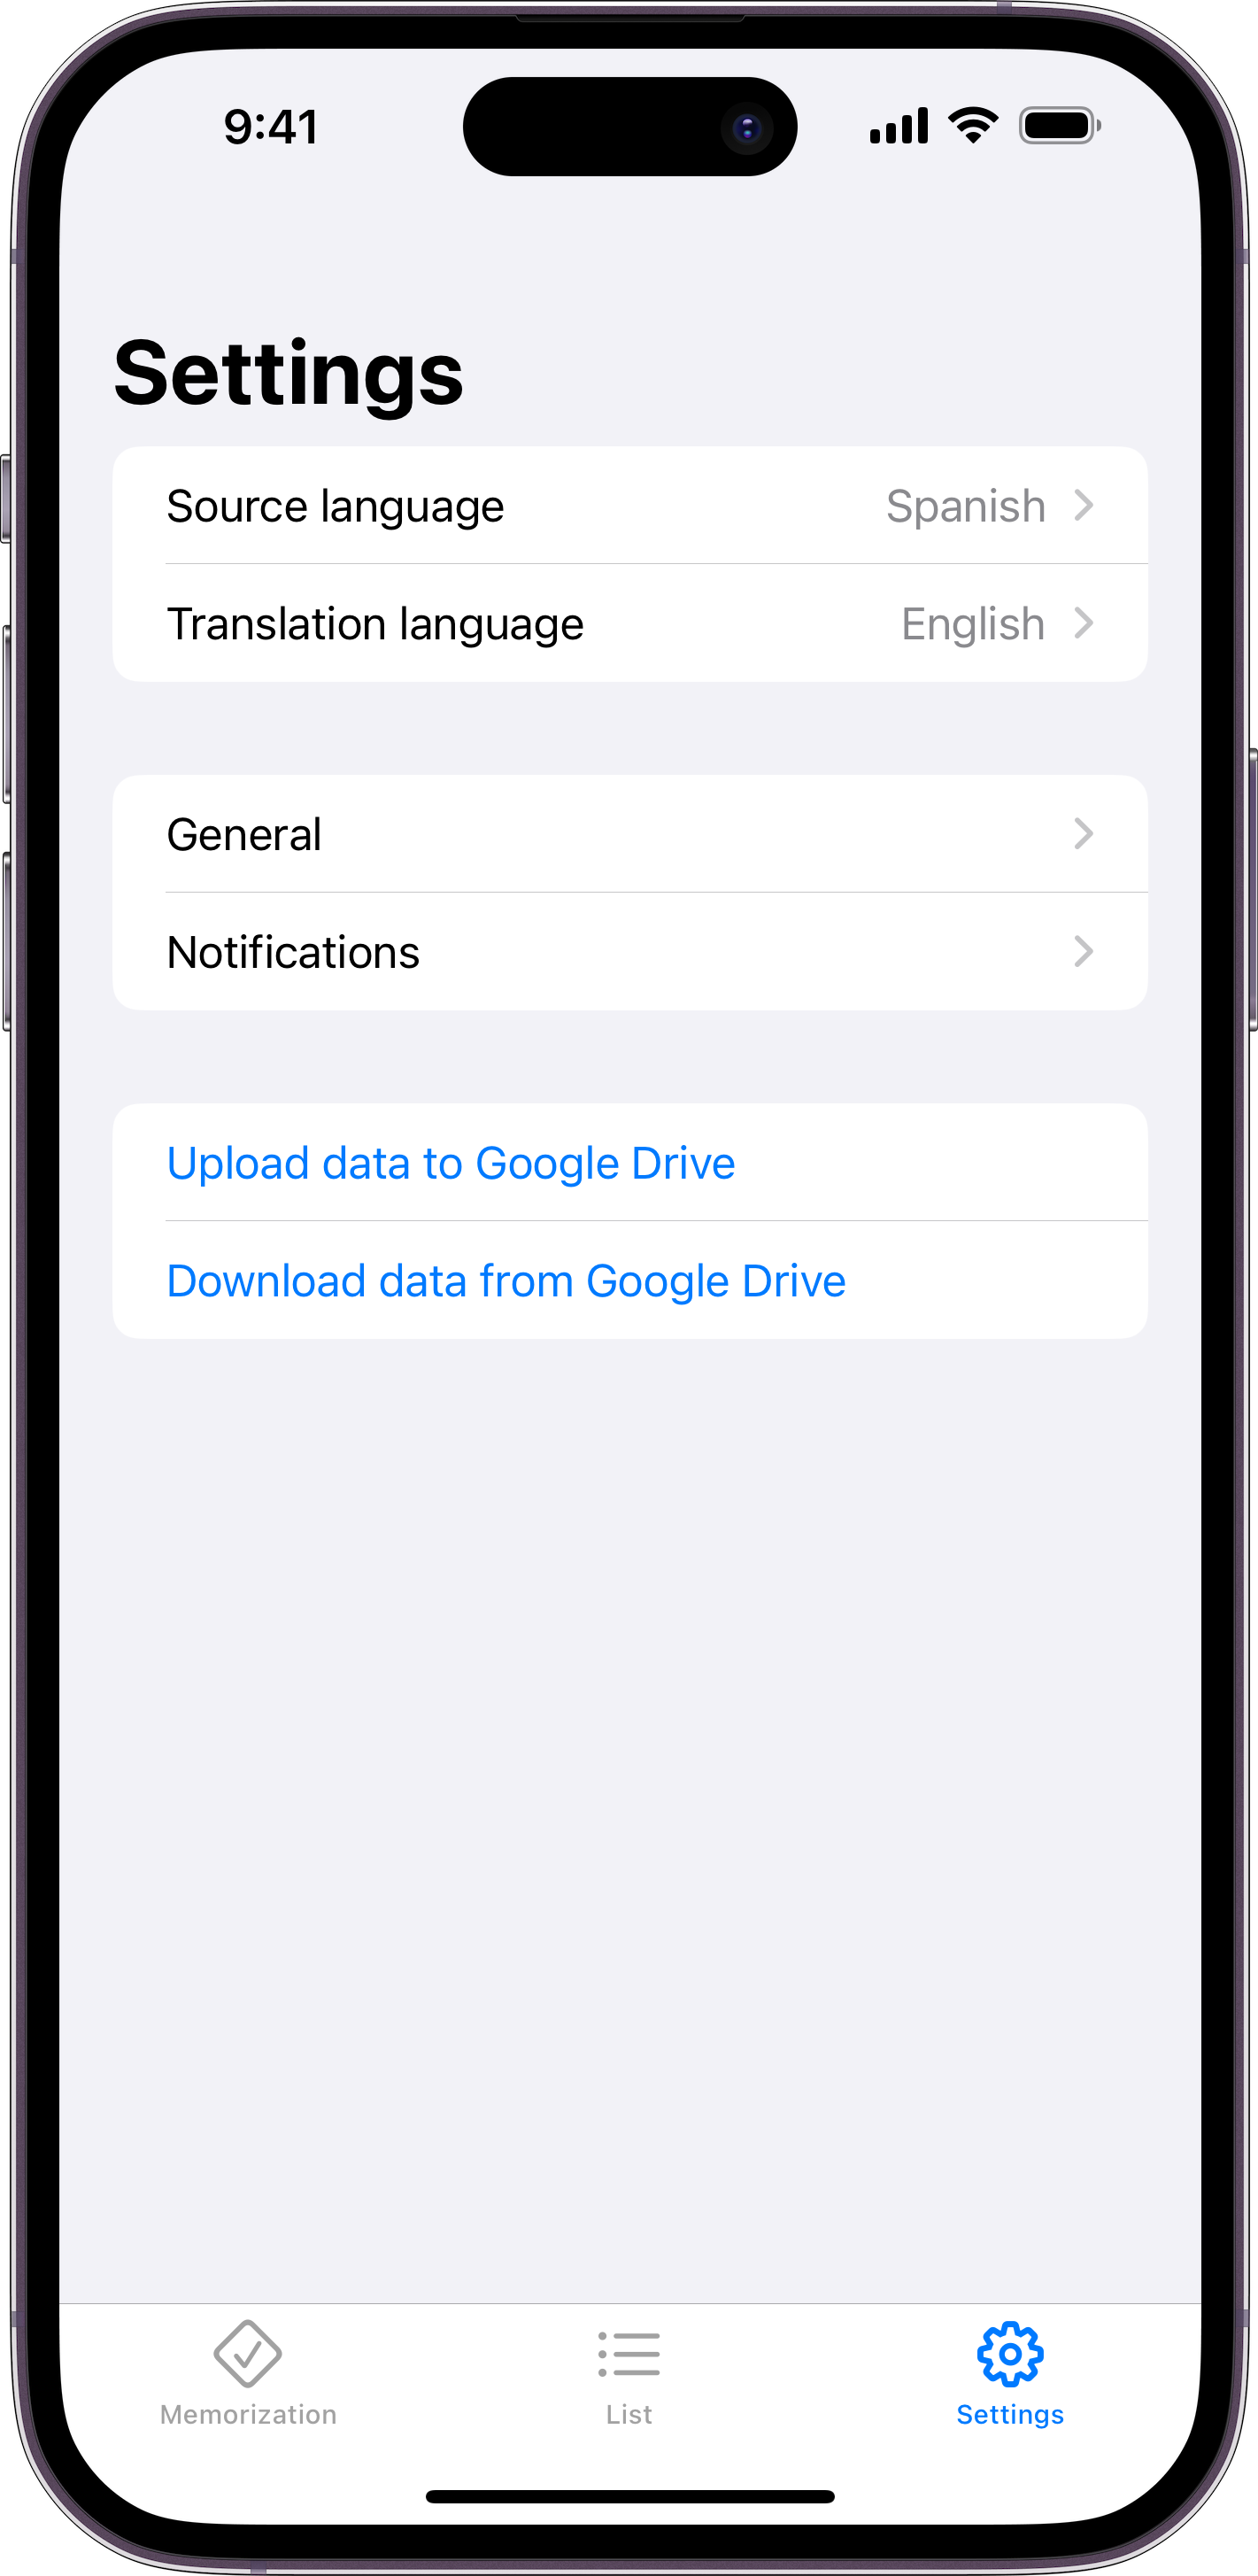 9:41
Settings
Source language Spanish
Translation language English
General
Notifications
Upload data to Google Drive
Download data from Google Drive
Memorization List Settings